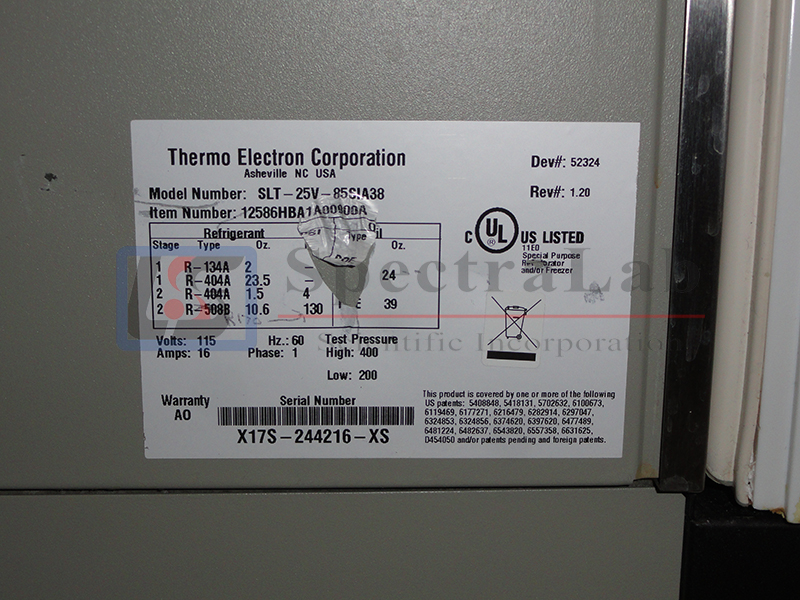 Thermo Electron Corporation
Asheville NC USA
Dev#: 52324
Model Number: SLT-25V-85SIA38
Rev#: 1.20
Item Number: 12586HBA1A00900A
Refrigerant
Stage Type Oz. Type Oz.
1 R-134A 2 -
1 R-404A 23.5 - 24
2 R-404A 1.5 4
2 R-508B 10.6 130 39
C UL US LISTED
11E0
Special Purpose
Refrigerator
and/or Freezer
SpectraLab
Scientific Incorporation
Volts: 115 Hz.: 60 Test Pressure
Amps: 16 Phase: 1 High: 400
Low: 200
Warranty
AO
Serial Number
X17S-244216-XS
This product is covered by one or more of the following
US patents: 5408848, 5418131, 5702632, 6100673,
6119469, 6177271, 6216479, 6282914, 6297047,
6324853, 6324856, 6374620, 6397620, 6477489,
6481224, 6482637, 6543820, 6557358, 6631625,
D454050 and/or patents pending and foreign patents.